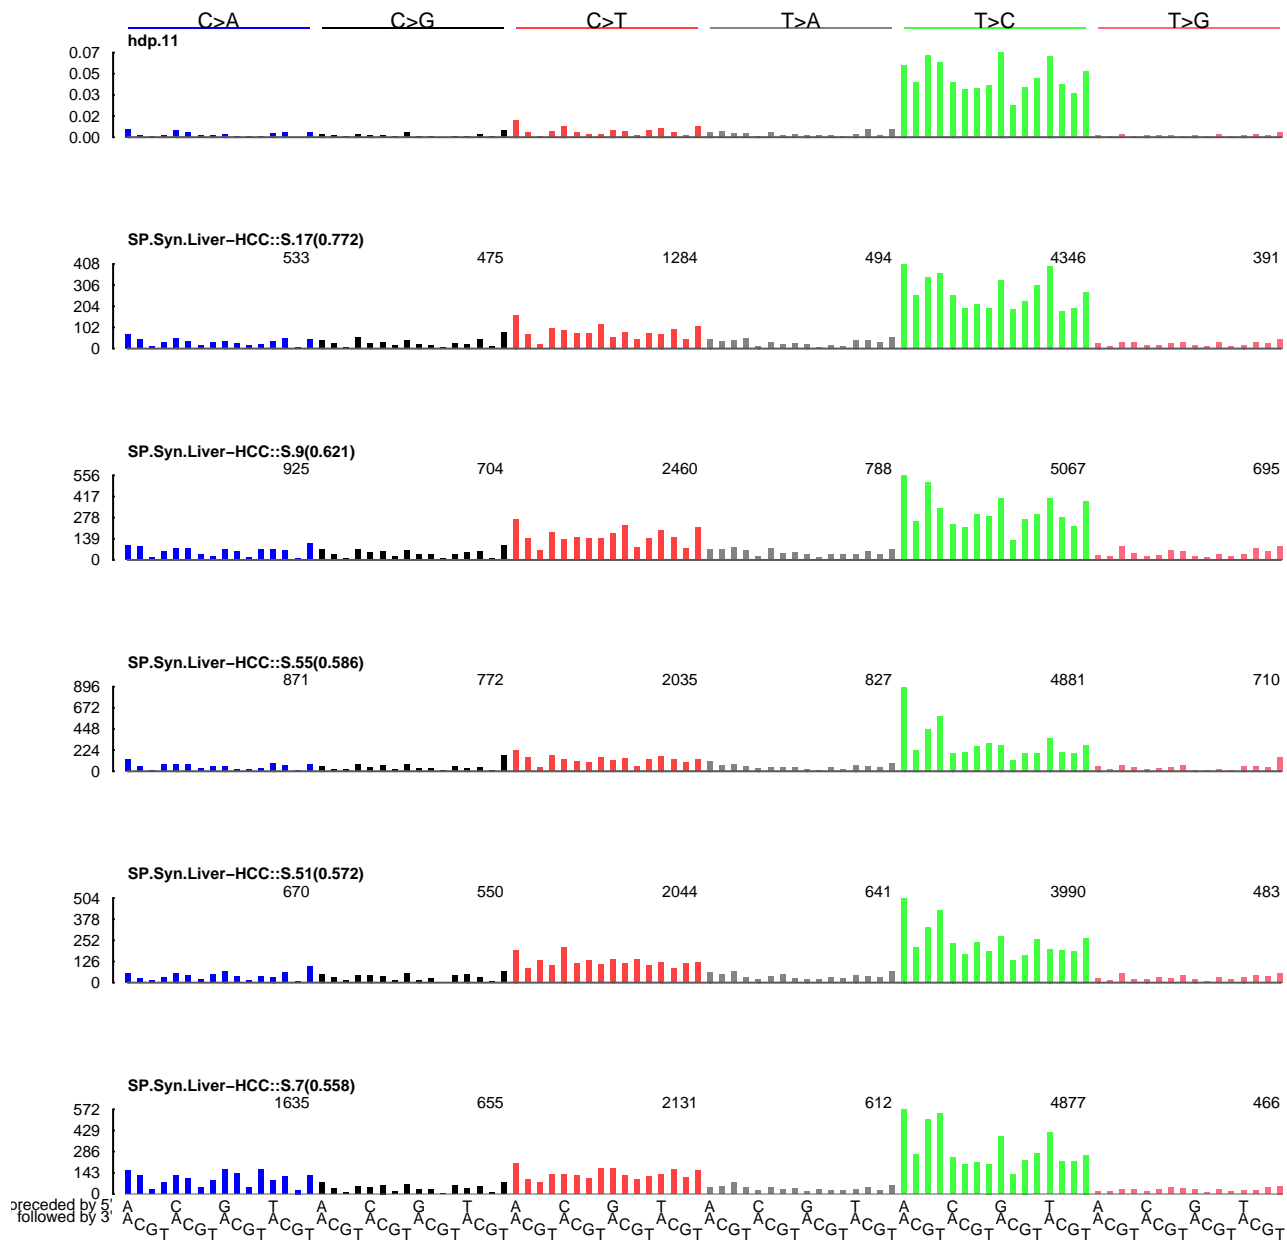 C>A C>G C>T T>A T>C T>G
hdp.11
0.07
0.05
0.03
0.02
0.00
SP.Syn.Liver−HCC::S.17(0.772)
533 475 1284 494 4346 391
408
306
204
102
0
SP.Syn.Liver−HCC::S.9(0.621)
925 704 2460 788 5067 695
556
417
278
139
0
SP.Syn.Liver−HCC::S.55(0.586)
871 772 2035 827 4881 710
896
672
448
224
0
SP.Syn.Liver−HCC::S.51(0.572)
670 550 2044 641 3990 483
504
378
252
126
0
SP.Syn.Liver−HCC::S.7(0.558)
1635 655 2131 612 4877 466
572
429
286
143
0
preceded by 5' A C G T A C G T A C G T A C G T A C G T A C G T
followed by 3' A C G T A C G T A C G T A C G T A C G T A C G T A C G T A C G T A C G T A C G T A C G T A C G T A C G T A C G T A C G T A C G T A C G T A C G T A C G T A C G T A C G T A C G T A C G T A C G T